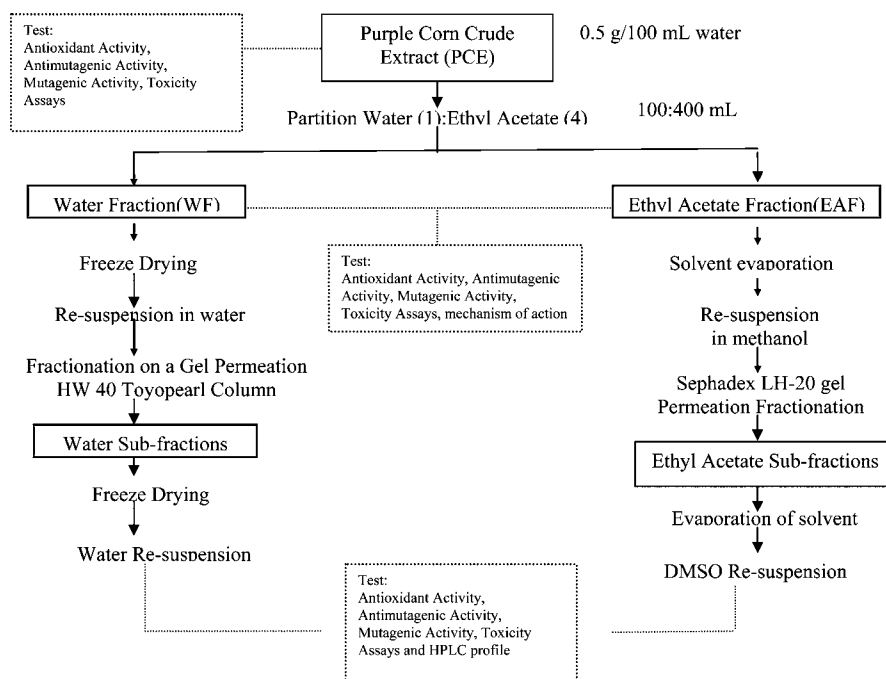 Test:
Antioxidant Activity,
Antimutagenic Activity,
Mutagenic Activity, Toxicity
Assays
Purple Corn Crude
Extract (PCE)
0.5 g/100 mL water
Partition Water (1):Ethyl Acetate (4)
100:400 mL
Water Fraction(WF)
Ethyl Acetate Fraction(EAF)
Test:
Antioxidant Activity, Antimutagenic
Activity, Mutagenic Activity,
Toxicity Assays, mechanism of action
Freeze Drying
Re-suspension in water
Fractionation on a Gel Permeation
HW 40 Toyopearl Column
Water Sub-fractions
Freeze Drying
Water Re-suspension
Solvent evaporation
Re-suspension
in methanol
Sephadex LH-20 gel
Permeation Fractionation
Ethyl Acetate Sub-fractions
Evaporation of solvent
DMSO Re-suspension
Test:
Antioxidant Activity,
Antimutagenic Activity,
Mutagenic Activity, Toxicity
Assays and HPLC profile